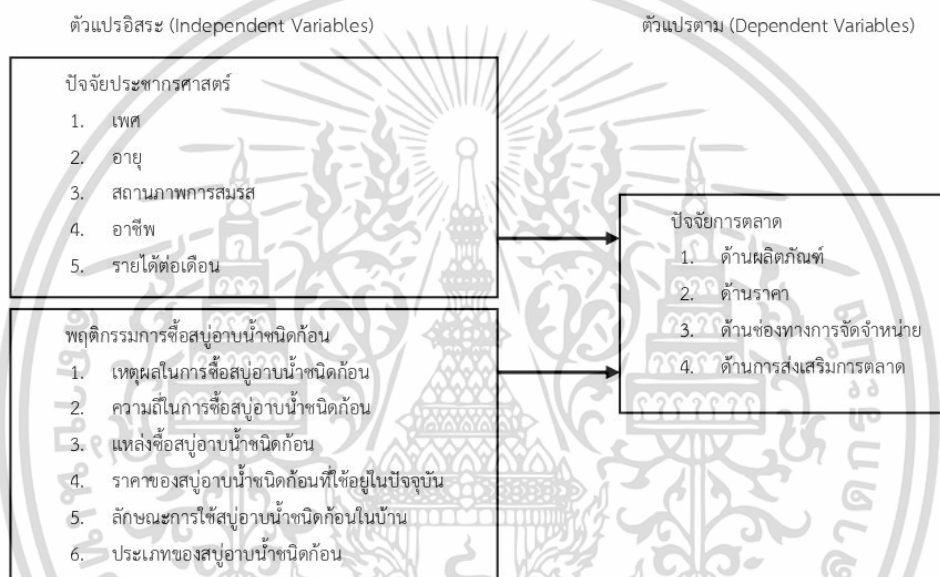 ตัวแปรอิสระ (Independent Variables)
ตัวแปรตาม (Dependent Variables)
ปัจจัยประชากรศาสตร์
1. เพศ
2. อายุ
3. สถานภาพการสมรส
4. อาชีพ
5. รายได้ต่อเดือน
พฤติกรรมการซื้อสบู่อาบน้ำชนิดก้อน
1. เหตุผลในการซื้อสบู่อาบน้ำชนิดก้อน
2. ความถี่ในการซื้อสบู่อาบน้ำชนิดก้อน
3. แหล่งซื้อสบู่อาบน้ำชนิดก้อน
4. ราคาของสบู่อาบน้ำชนิดก้อนที่ใช้อยู่ในปัจจุบัน
5. ลักษณะการใช้สบู่อาบน้ำชนิดก้อนในบ้าน
6. ประเภทของสบู่อาบน้ำชนิดก้อน
ปัจจัยการตลาด
1. ด้านผลิตภัณฑ์
2. ด้านราคา
3. ด้านช่องทางการจัดจำหน่าย
4. ด้านการส่งเสริมการตลาด